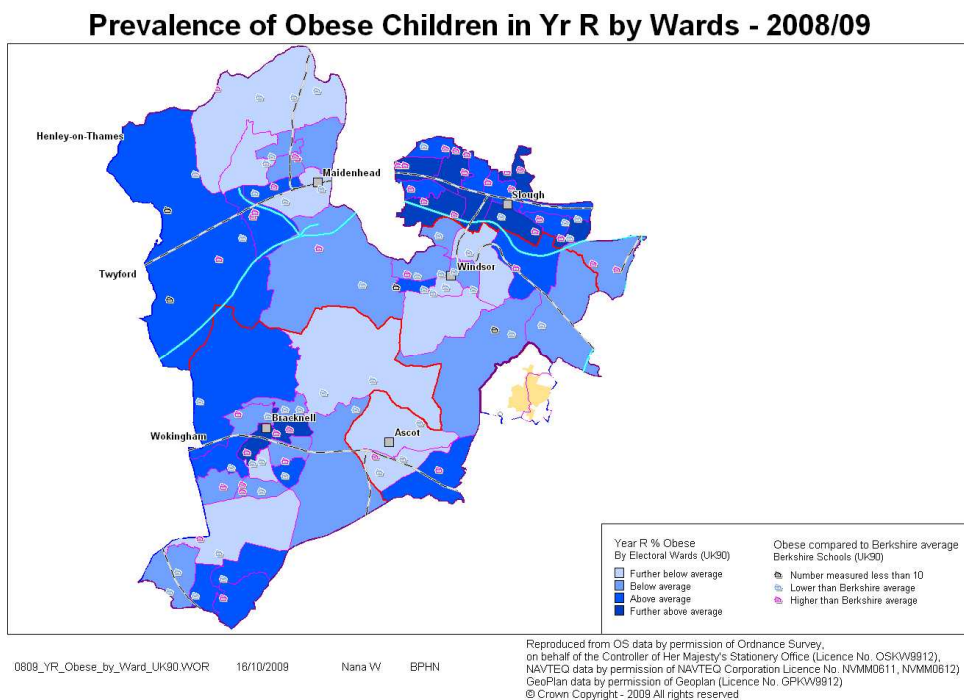 Prevalence of Obese Children in Yr R by Wards - 2008/09
Henley-on-Thames
Maidenhead
Slough
Twyford
Windsor
Bracknell
Wokingham
Ascot
Year R % Obese
By Electoral Wards (UK90)
Further below average
Below average
Above average
Further above average
Obese compared to Berkshire average
Berkshire Schools (UK90)
Number measured less than 10
Lower than Berkshire average
Higher than Berkshire average
0809_YR_Obese_by_Ward_UK90.WOR 16/10/2009 Nana W BPHN
Reproduced from OS data by permission of Ordnance Survey,
on behalf of the Controller of Her Majesty's Stationery Office (Licence No. OSKW9912),
NAVTEQ data by permission of NAVTEQ Corporation Licence No. NVMM0611, NVMM0612)
GeoPlan data by permission of Geoplan (Licence No. GPKW9912)
© Crown Copyright - 2009 All rights reserved